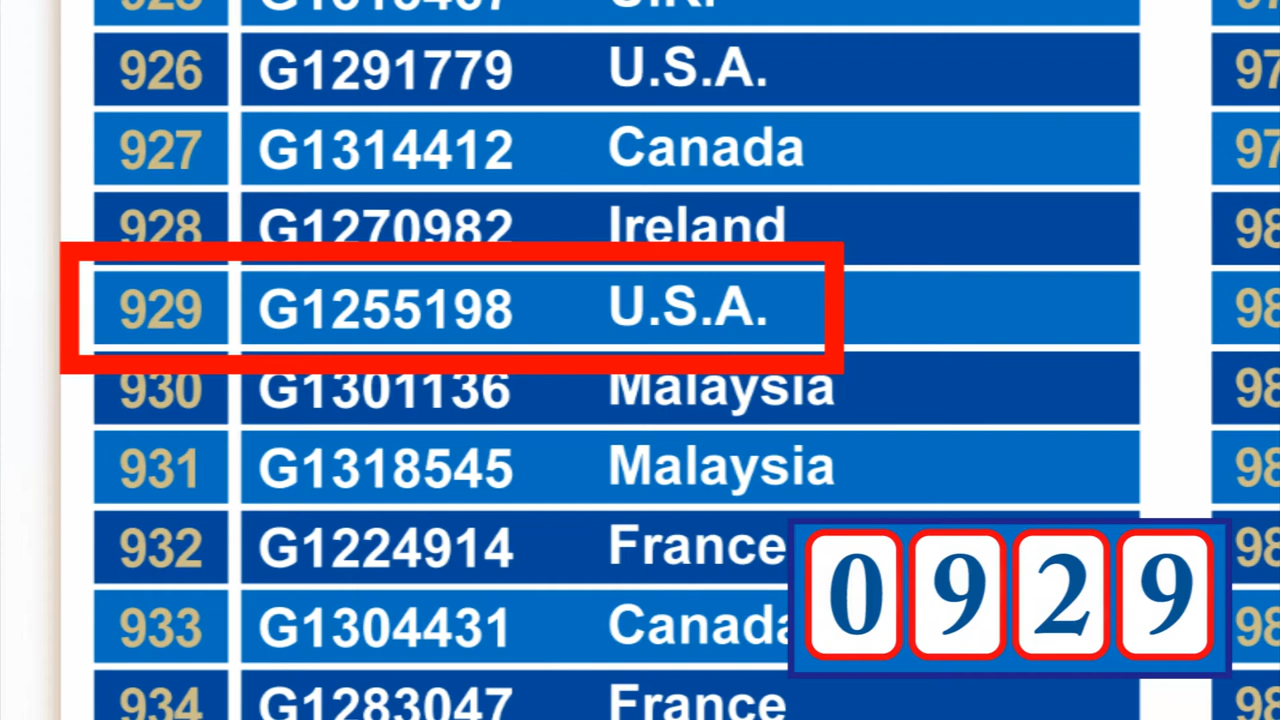 926 G1291779 U.S.A.
927 G1314412 Canada
928 G1270982 Ireland
929 G1255198 U.S.A.
930 G1301136 Malaysia
931 G1318545 Malaysia
932 G1224914 France
933 G1304431 Canada
934 G1283047 France
0929